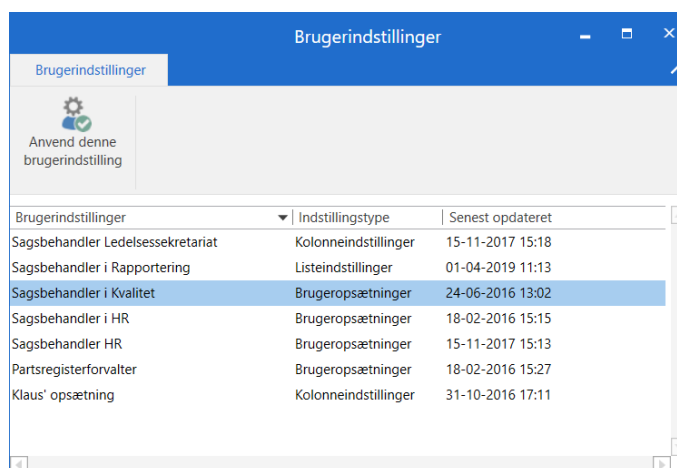 Brugerindstillinger
Brugerindstillinger
Anvend denne
brugerindstilling
Brugerindstillinger Indstillingstype Senest opdateret
Sagsbehandler Ledelsessekretariat Kolonneindstillinger 15-11-2017 15:18
Sagsbehandler i Rapportering Listeindstillinger 01-04-2019 11:13
Sagsbehandler i Kvalitet Brugeropsætninger 24-06-2016 13:02
Sagsbehandler i HR Brugeropsætninger 18-02-2016 15:15
Sagsbehandler HR Brugeropsætninger 15-11-2017 15:13
Partsregisterforvalter Brugeropsætninger 18-02-2016 15:27
Klaus' opsætning Kolonneindstillinger 31-10-2016 17:11